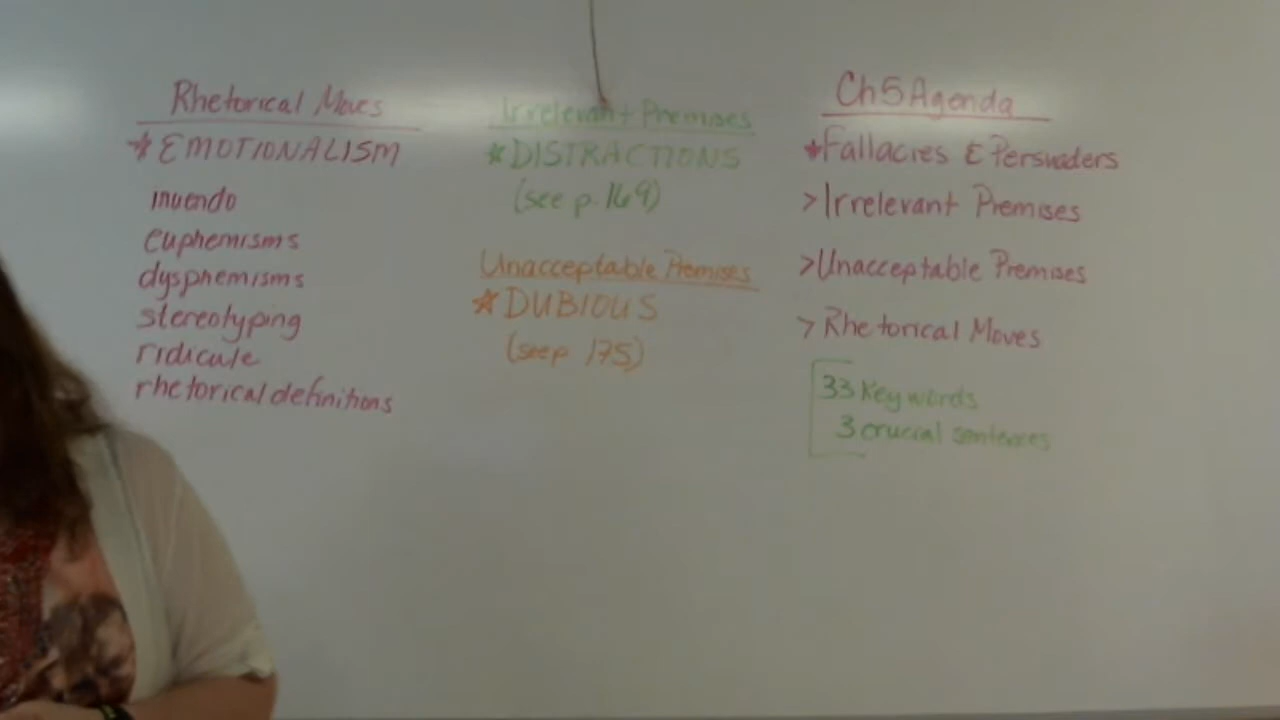 Rhetorical Moves
* EMOTIONALISM
inuendo
euphemisms
dysphemisms
stereotyping
ridicule
rhetorical definitions
Irrelevant Premises
* DISTRACTIONS
(see p. 169)
Unacceptable Premises
* DUBIOUS
(see p 175)
Ch 5 Agenda
* Fallacies & Persuaders
> Irrelevant Premises
> Unacceptable Premises
> Rhetorical Moves
33 Key words
3 crucial sentences